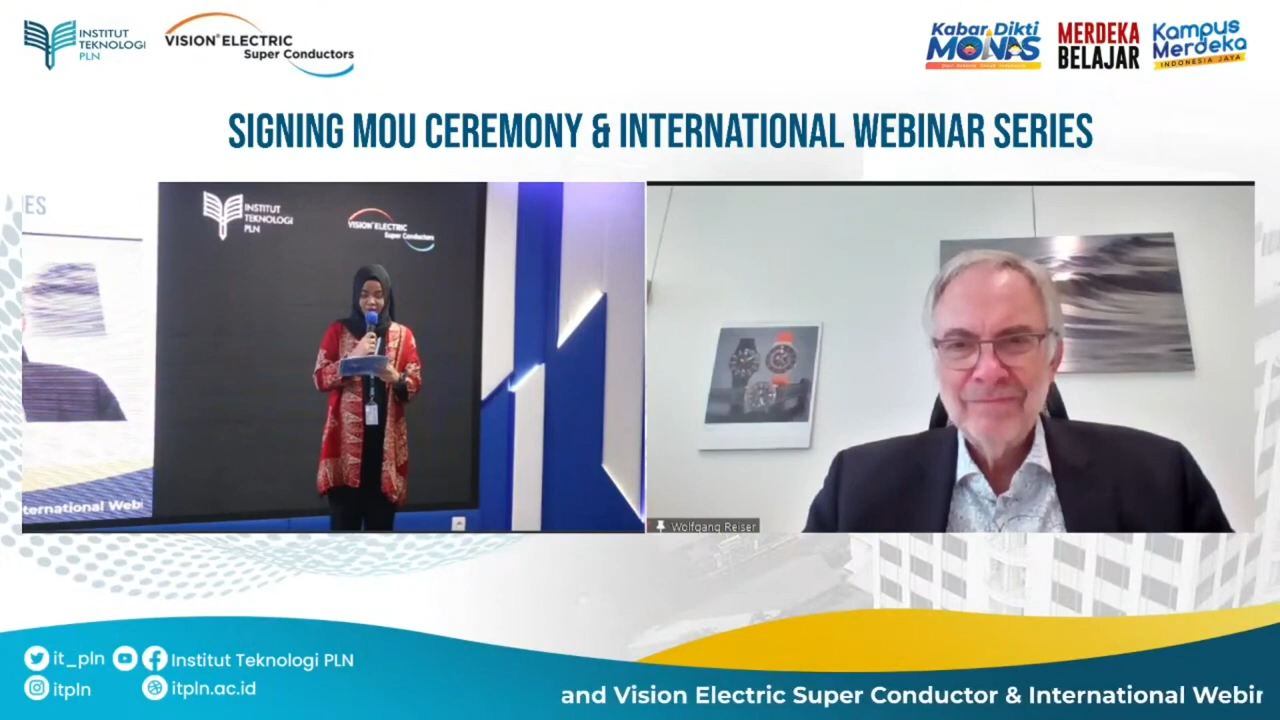 INSTITUT
TEKNOLOGI
PLN
VISION® ELECTRIC
Super Conductors
Kabar Dikti
MONAS
MERDEKA
BELAJAR
Kampus
Merdeka
INDONESIA JAYA
SIGNING MOU CEREMONY & INTERNATIONAL WEBINAR SERIES
IES
INSTITUT
TEKNOLOGI
PLN
VISION® ELECTRIC
Super Conductors
ternational Webi
Wolfgang Reiser
it_pln
Institut Teknologi PLN
itpln
itpln.ac.id
and Vision Electric Super Conductor & International Webir